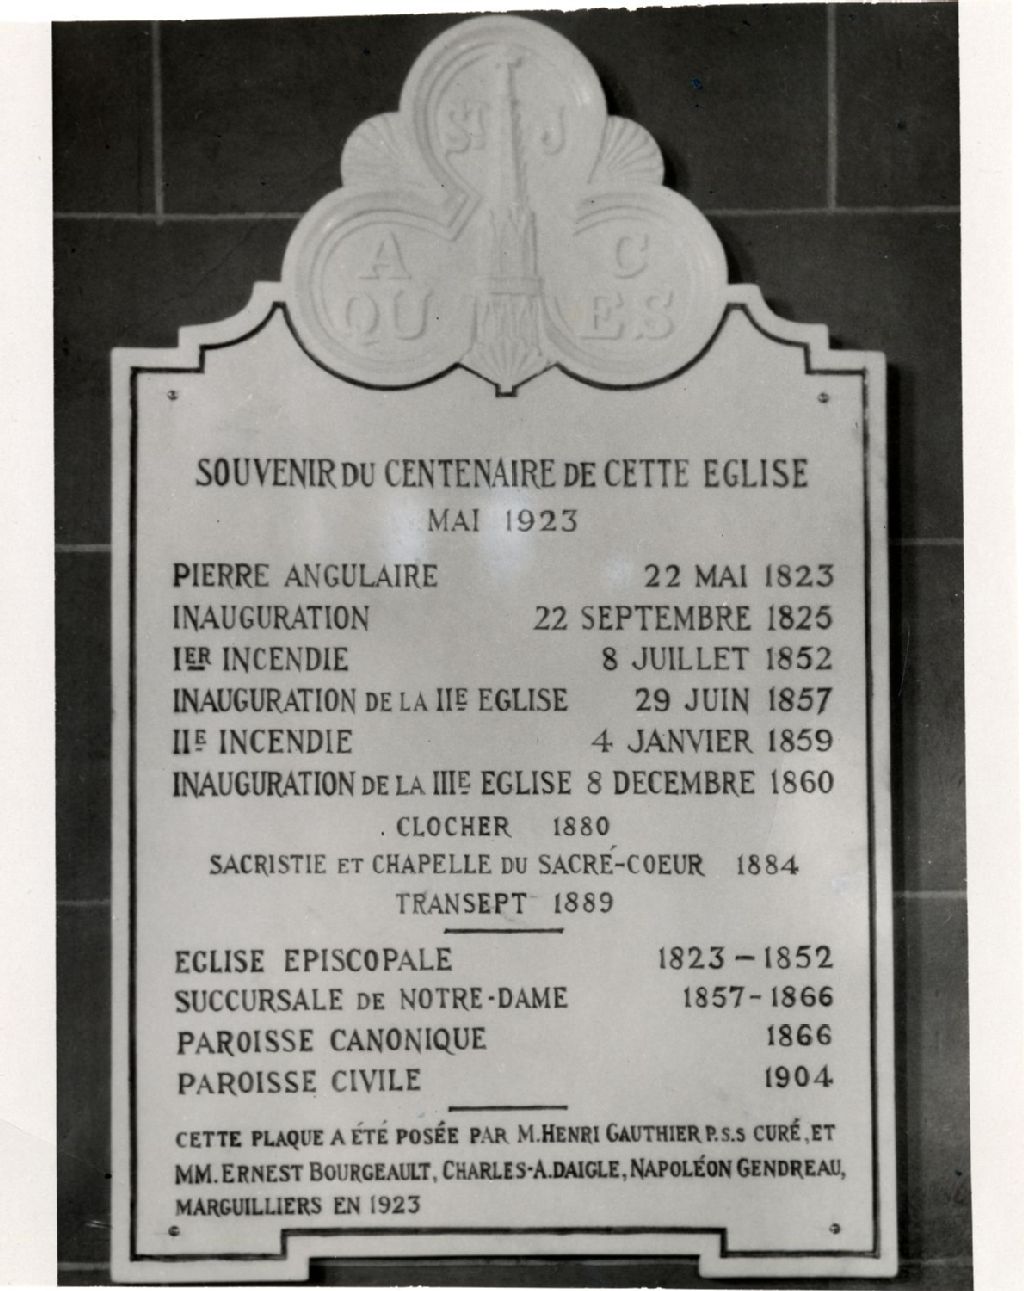 ST J
A C
QU ES
SOUVENIR DU CENTENAIRE DE CETTE EGLISE
MAI 1923
PIERRE ANGULAIRE 22 MAI 1823
INAUGURATION 22 SEPTEMBRE 1825
IER INCENDIE 8 JUILLET 1852
INAUGURATION DE LA IIE EGLISE 29 JUIN 1857
IIE INCENDIE 4 JANVIER 1859
INAUGURATION DE LA IIIE EGLISE 8 DECEMBRE 1860
CLOCHER 1880
SACRISTIE ET CHAPELLE DU SACRÉ-COEUR 1884
TRANSEPT 1889
EGLISE EPISCOPALE 1823-1852
SUCCURSALE DE NOTRE-DAME 1857-1866
PAROISSE CANONIQUE 1866
PAROISSE CIVILE 1904
CETTE PLAQUE A ÉTÉ POSÉE PAR M. HENRI GAUTHIER P.S.S CURÉ, ET
MM. ERNEST BOURGEAULT, CHARLES-A. DAIGLE, NAPOLÉON GENDREAU,
MARGUILLIERS EN 1923